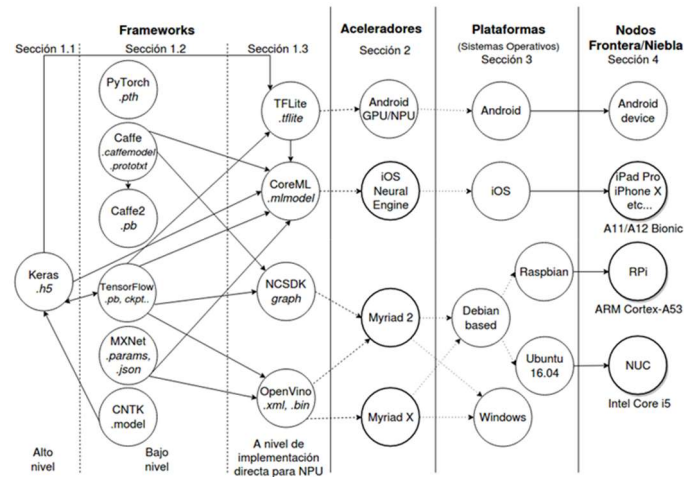 Frameworks
Sección 1.1
Sección 1.2
Sección 1.3
Aceleradores
Sección 2
Plataformas
(Sistemas Operativos)
Sección 3
Nodos
Frontera/Niebla
Sección 4
PyTorch
.pth
Caffe
.caffemodel
.prototxt
Caffe2
.pb
Keras
.h5
TensorFlow
.pb, ckpt..
MXNet
.params,
.json
CNTK
.model
TFLite
.tflite
CoreML
.mlmodel
NCSDK
graph
OpenVino
.xml, .bin
Android
GPU/NPU
iOS
Neural
Engine
Myriad 2
Myriad X
Android
iOS
Debian
based
Raspbian
Ubuntu
16.04
Windows
Android
device
iPad Pro
iPhone X
etc...
A11/A12 Bionic
RPi
ARM Cortex-A53
NUC
Intel Core i5
Alto
nivel
Bajo
nivel
A nivel de
implementación
directa para NPU